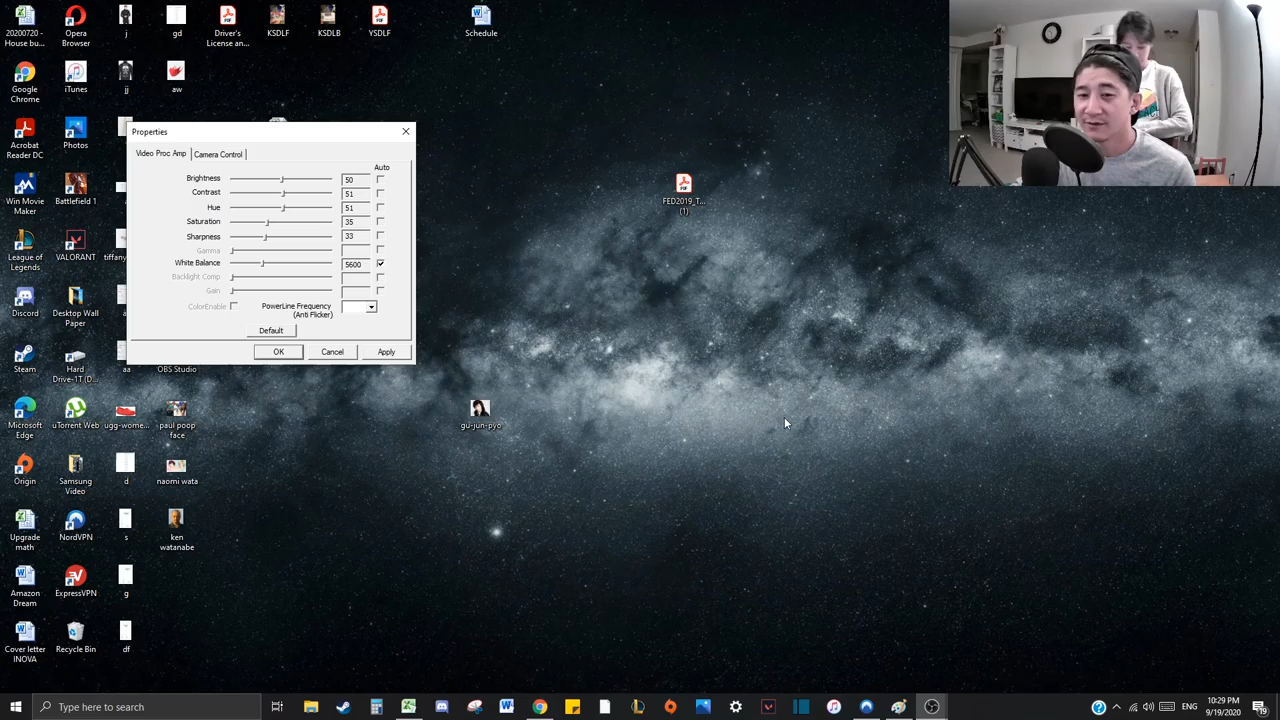 20200720 -
House bu...
Opera
Browser
j
gd
Driver's
License an...
KSDLF
KSDLB
YSDLF
Schedule
Google
Chrome
iTunes
jj
aw
Acrobat
Reader DC
Photos
Win Movie
Maker
Battlefield 1
League of
Legends
VALORANT
tiffany
Discord
Desktop Wall
Paper
Steam
Hard
Drive-1T (D...
aa
OBS Studio
Microsoft
Edge
uTorrent Web
ugg-wome...
paul poop
face
Origin
Samsung
Video
d
naomi wata
Upgrade
math
NordVPN
s
ken
watanabe
Amazon
Dream
ExpressVPN
g
Cover letter
INOVA
Recycle Bin
df
FED2019_T...
(1)
gu-jun-pyo
Properties
Video Proc Amp
Camera Control
Auto
Brightness 50
Contrast 51
Hue 51
Saturation 35
Sharpness 33
Gamma
White Balance 5600
Backlight Comp
Gain
ColorEnable
PowerLine Frequency
(Anti Flicker)
Default
OK Cancel Apply
Type here to search
ENG
10:29 PM
9/19/2020